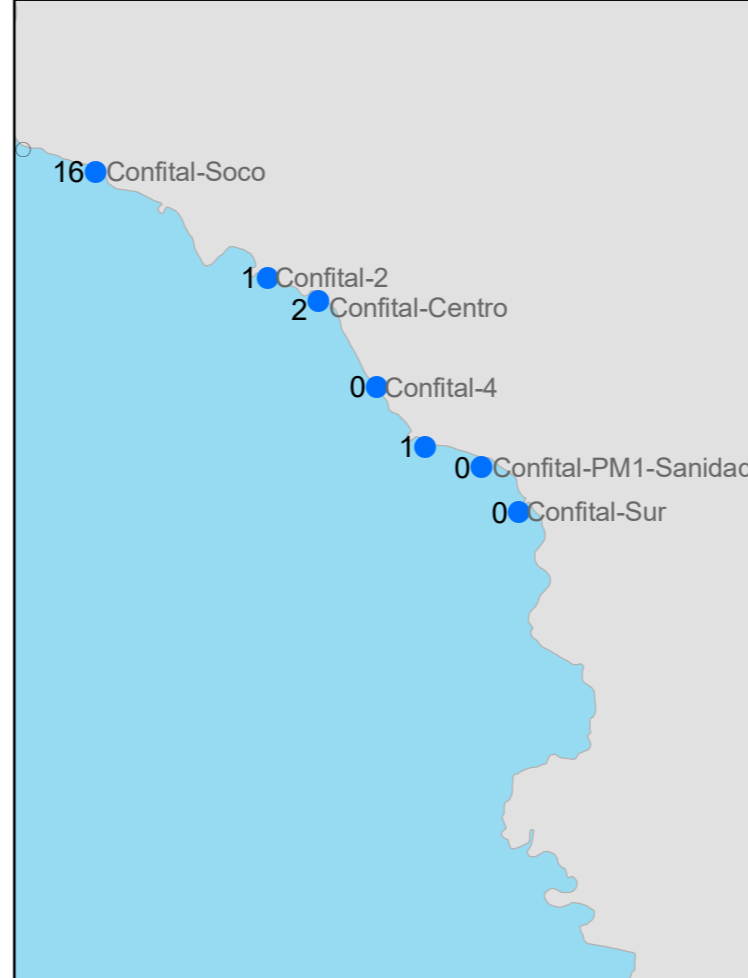 16 Confital-Soco
1 Confital-2
2 Confital-Centro
0 Confital-4
1
0 Confital-PM1-Sanidad
0 Confital-Sur